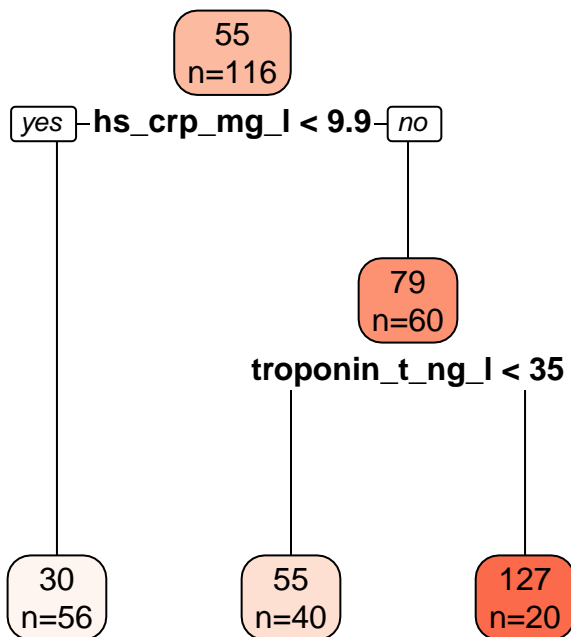 55
n=116
yes hs_crp_mg_l < 9.9 no
79
n=60
troponin_t_ng_l < 35
30
n=56
55
n=40
127
n=20